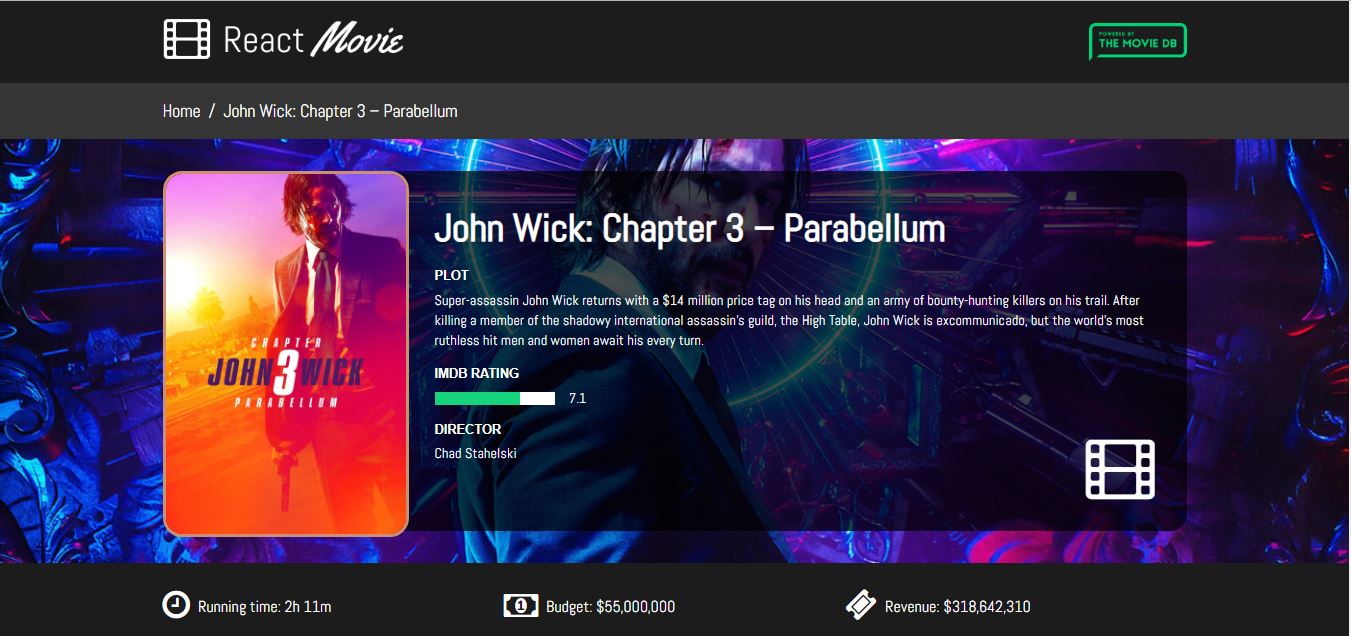 React Movie
POWERED BY
THE MOVIE DB
Home / John Wick: Chapter 3 – Parabellum
CHAPTER
JOHN 3 WICK
PARABELLUM
John Wick: Chapter 3 – Parabellum
PLOT
Super-assassin John Wick returns with a $14 million price tag on his head and an army of bounty-hunting killers on his trail. After
killing a member of the shadowy international assassin's guild, the High Table, John Wick is excommunicado, but the world's most
ruthless hit men and women await his every turn.
IMDB RATING
7.1
DIRECTOR
Chad Stahelski
Running time: 2h 11m
1
Budget: $55,000,000
Revenue: $318,642,310